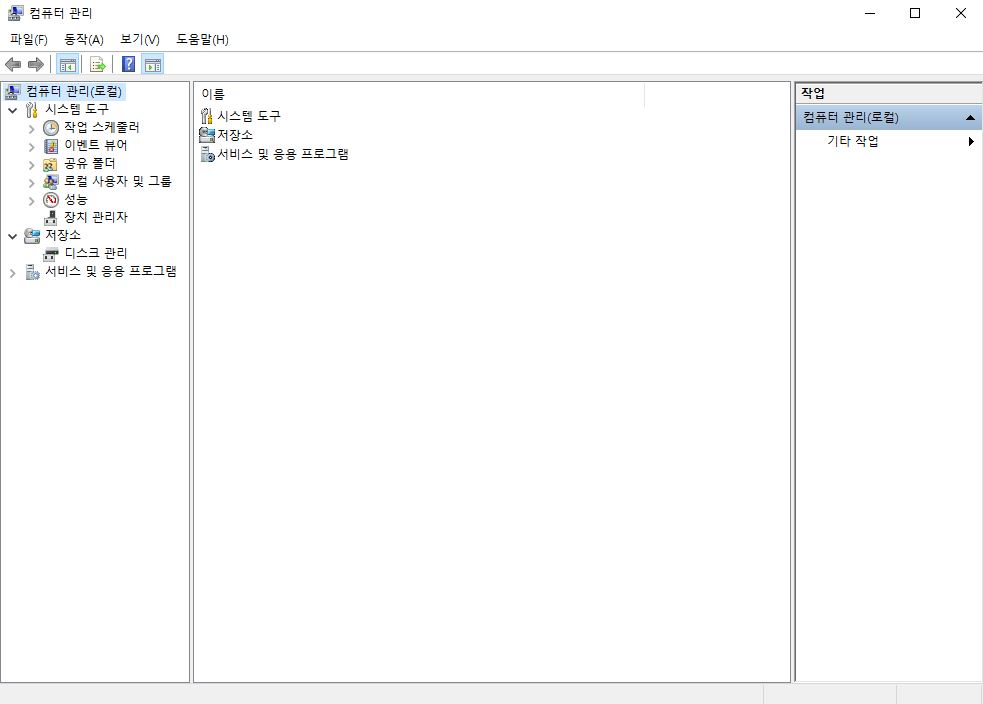 컴퓨터 관리
파일(F) 동작(A) 보기(V) 도움말(H)
컴퓨터 관리(로컬)
시스템 도구
작업 스케줄러
이벤트 뷰어
공유 폴더
로컬 사용자 및 그룹
성능
장치 관리자
저장소
디스크 관리
서비스 및 응용 프로그램
이름
시스템 도구
저장소
서비스 및 응용 프로그램
작업
컴퓨터 관리(로컬)
기타 작업